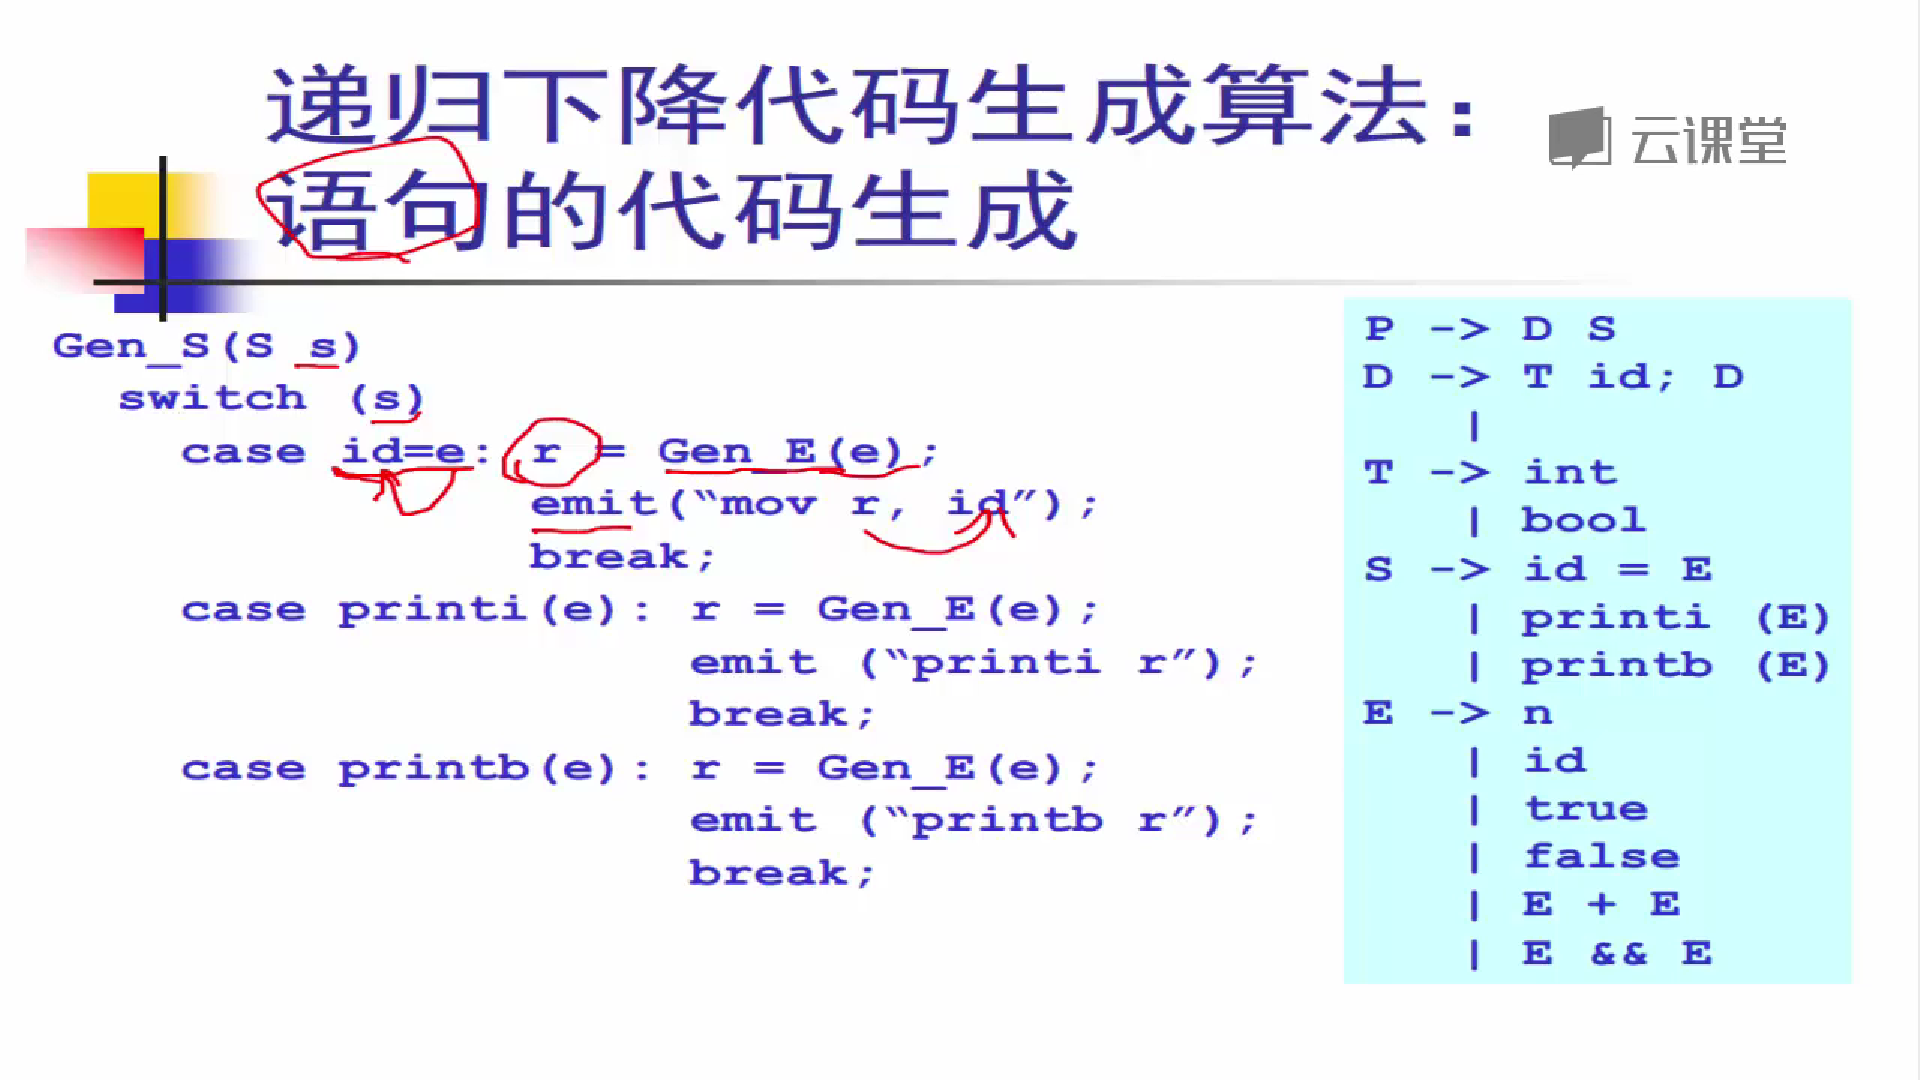 递归下降代码生成算法：
语句的代码生成
云课堂
Gen_S(S s)
switch (s)
case id=e: r = Gen_E(e);
emit(“mov r, id”);
break;
case printi(e): r = Gen_E(e);
emit (“printi r”);
break;
case printb(e): r = Gen_E(e);
emit (“printb r”);
break;
P -> D S
D -> T id; D
|
T -> int
| bool
S -> id = E
| printi (E)
| printb (E)
E -> n
| id
| true
| false
| E + E
| E && E